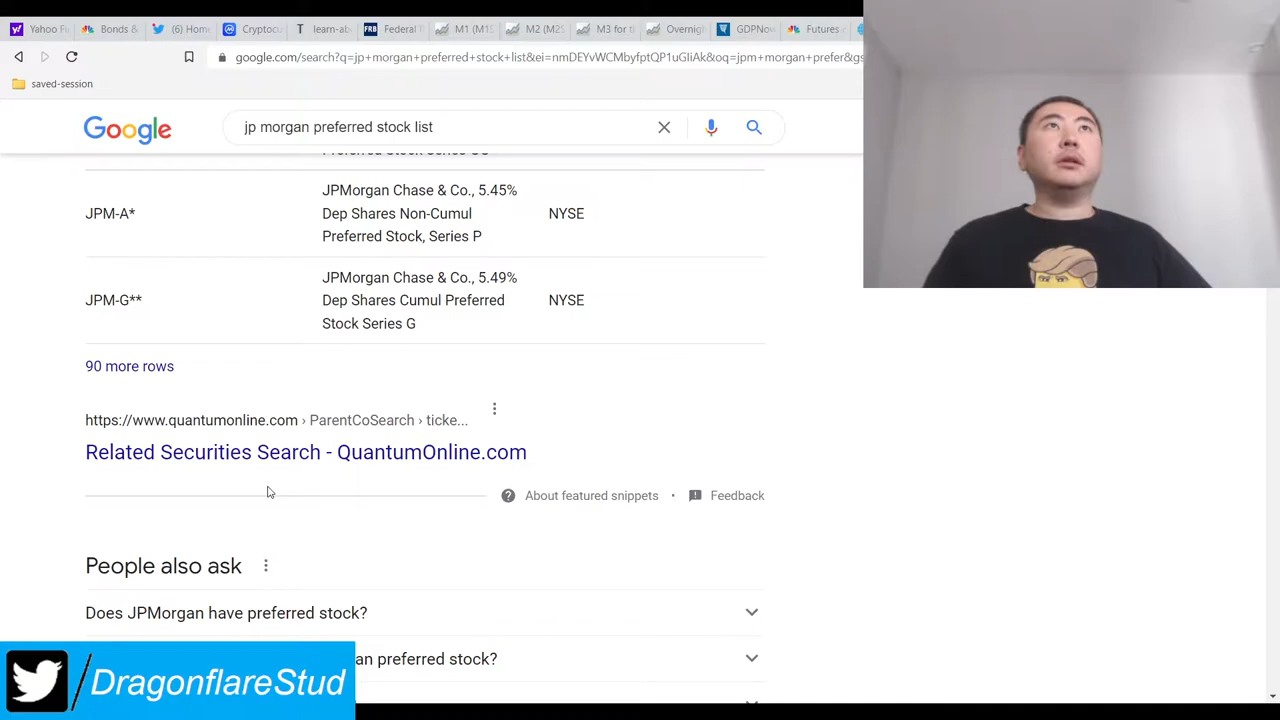 Yahoo Fi
Bonds &
(6) Home
Cryptocu
learn-ab
Federal
M1 (M1S
M2 (M2S
M3 for t
Overnigh
GDPNow
Futures
google.com/search?q=jp+morgan+preferred+stock+list&ei=nmDEYvWCMbyfptQP1uGliAk&oq=jpm+morgan+prefer&gs
saved-session
Google
jp morgan preferred stock list
JPM-A*
JPMorgan Chase & Co., 5.45%
Dep Shares Non-Cumul
Preferred Stock, Series P
NYSE
JPM-G**
JPMorgan Chase & Co., 5.49%
Dep Shares Cumul Preferred
Stock Series G
NYSE
90 more rows
https://www.quantumonline.com › ParentCoSearch › ticke...
Related Securities Search - QuantumOnline.com
About featured snippets • Feedback
People also ask
Does JPMorgan have preferred stock?
an preferred stock?
/DragonflareStud